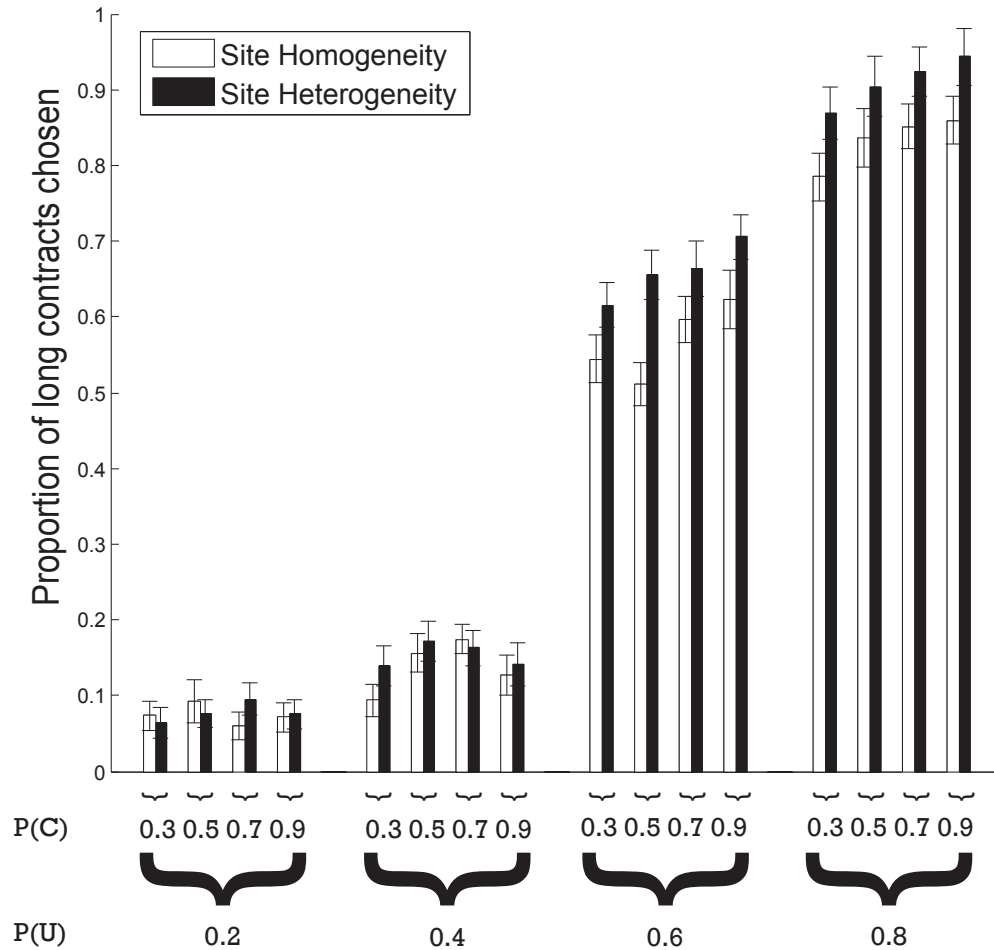 Proportion of long contracts chosen
1
0.9
0.8
0.7
0.6
0.5
0.4
0.3
0.2
0.1
0
Site Homogeneity
Site Heterogeneity
P(C) 0.3 0.5 0.7 0.9 0.3 0.5 0.7 0.9 0.3 0.5 0.7 0.9 0.3 0.5 0.7 0.9
P(U) 0.2 0.4 0.6 0.8